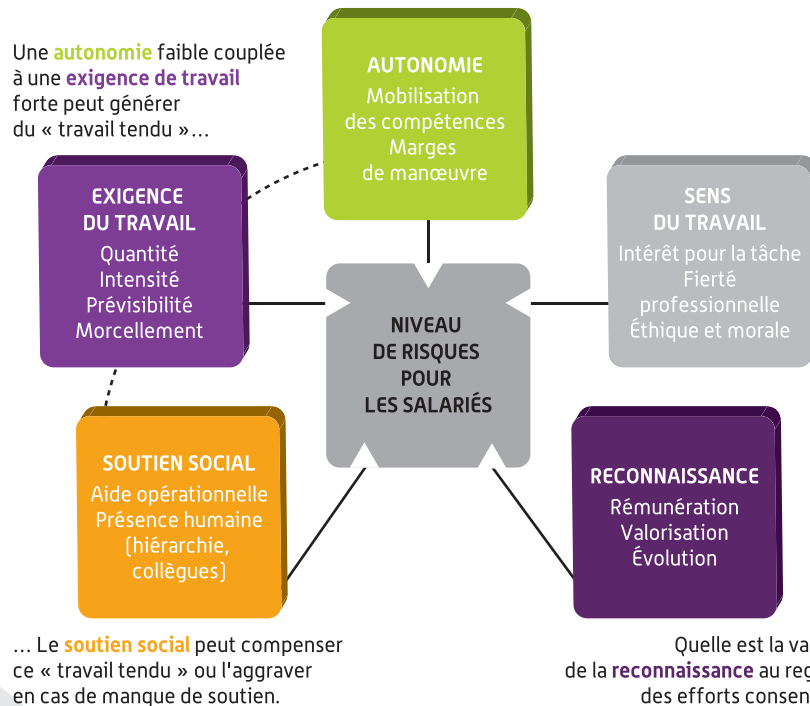 Une autonomie faible couplée
à une exigence de travail
forte peut générer
du « travail tendu »...
AUTONOMIE
Mobilisation
des compétences
Marges
de manœuvre
EXIGENCE
DU TRAVAIL
Quantité
Intensité
Prévisibilité
Morcellement
SENS
DU TRAVAIL
Intérêt pour la tâche
Fierté
professionnelle
Éthique et morale
NIVEAU
DE RISQUES
POUR
LES SALARIÉS
SOUTIEN SOCIAL
Aide opérationnelle
Présence humaine
(hiérarchie,
collègues)
RECONNAISSANCE
Rémunération
Valorisation
Évolution
... Le soutien social peut compenser
ce « travail tendu » ou l'aggraver
en cas de manque de soutien.
Quelle est la
de la reconnaissance au
des efforts